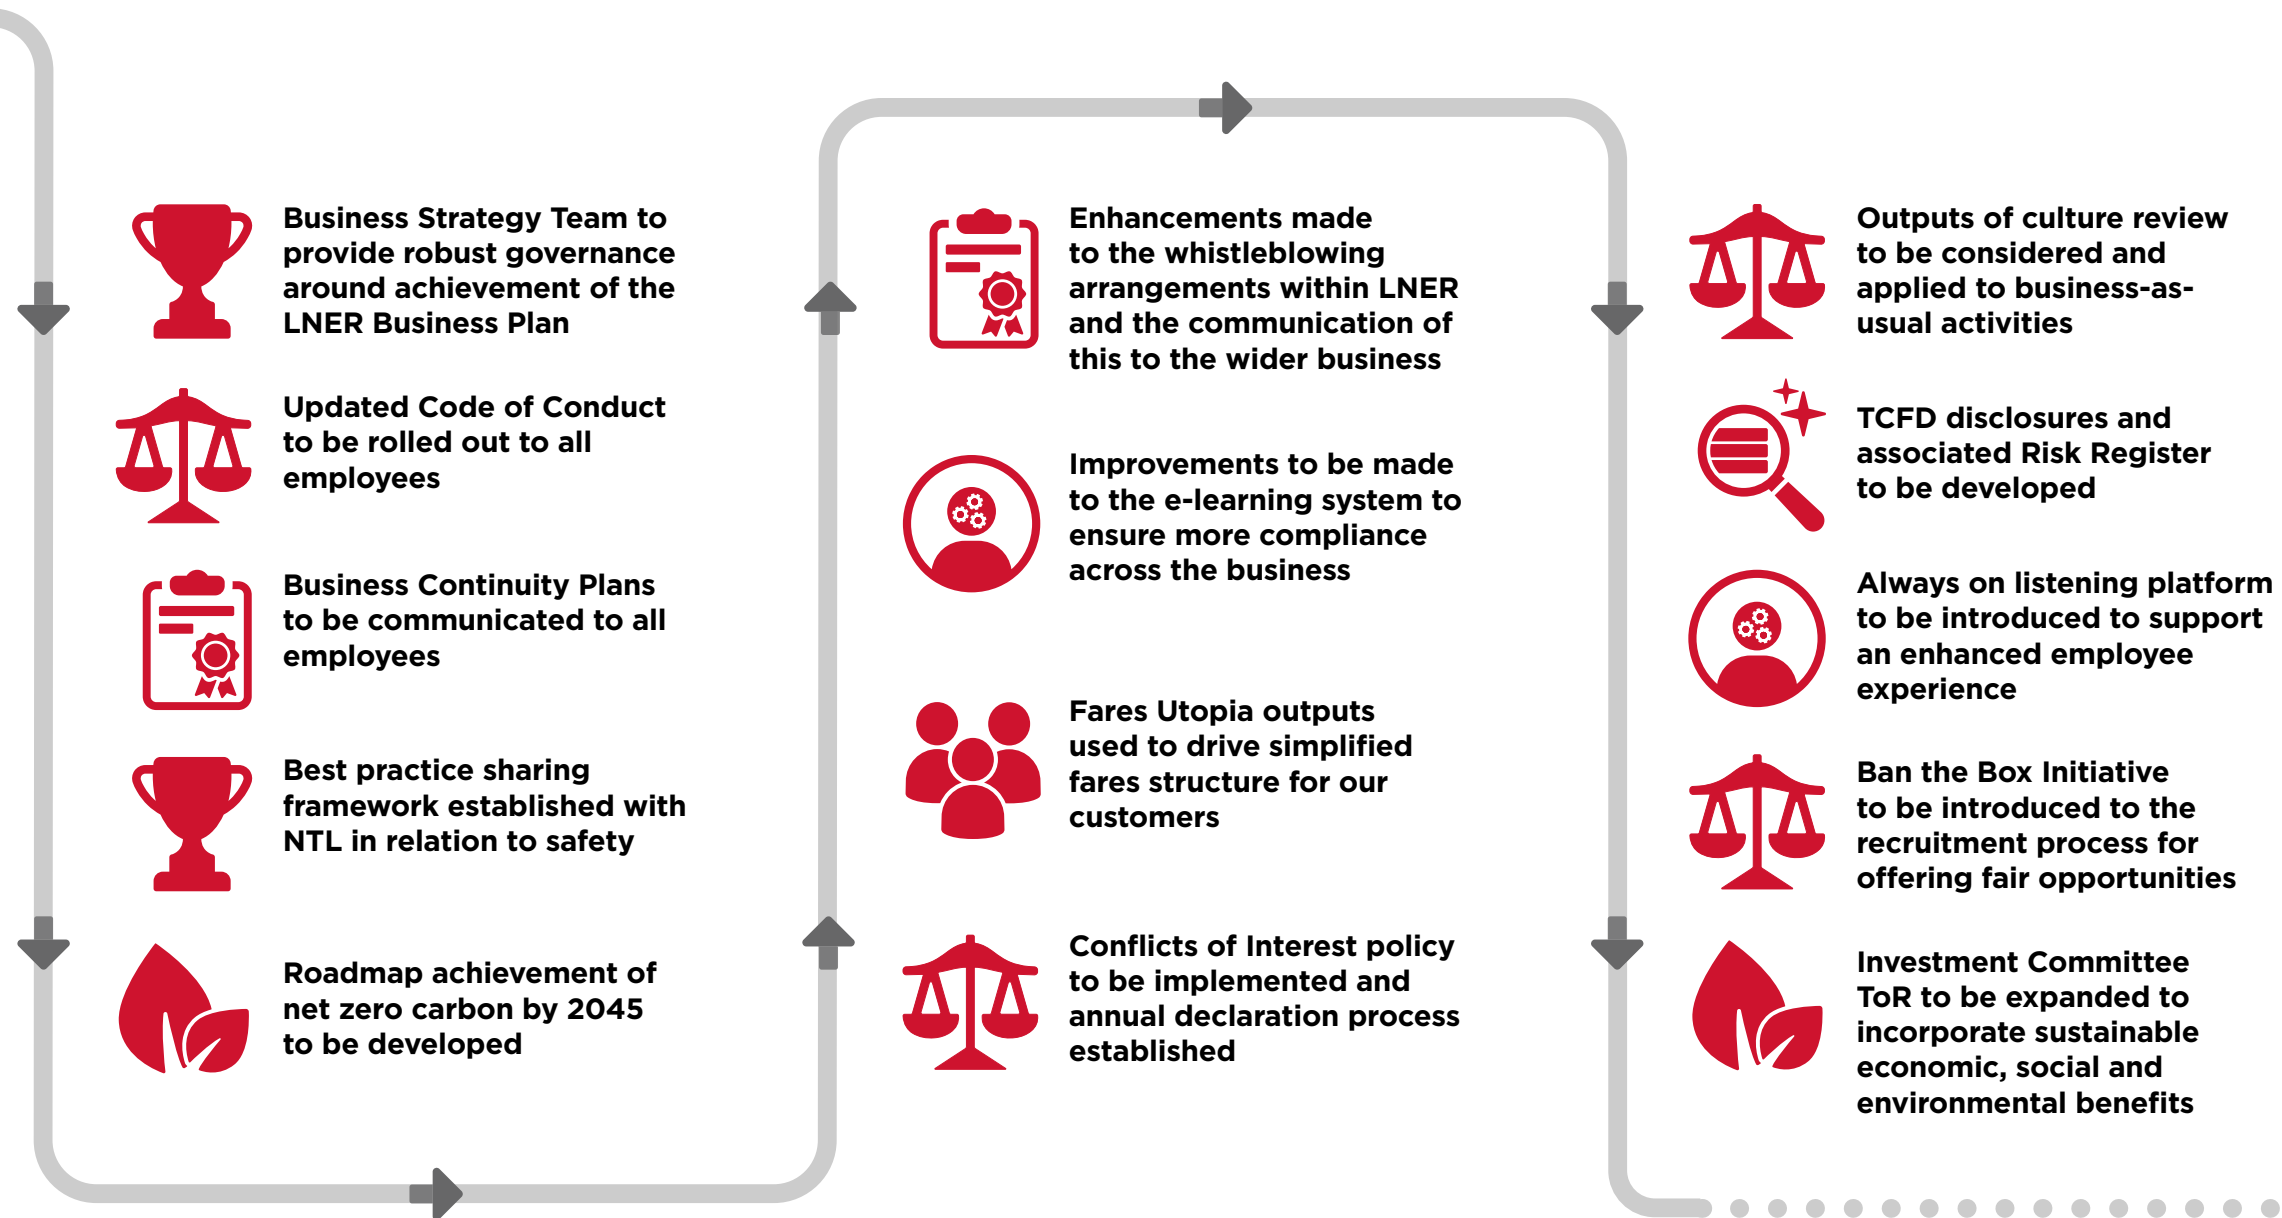 Business Strategy Team to
provide robust governance
around achievement of the
LNER Business Plan
Updated Code of Conduct
to be rolled out to all
employees
Business Continuity Plans
to be communicated to all
employees
Best practice sharing
framework established with
NTL in relation to safety
Roadmap achievement of
net zero carbon by 2045
to be developed
Enhancements made
to the whistleblowing
arrangements within LNER
and the communication of
this to the wider business
Improvements to be made
to the e-learning system to
ensure more compliance
across the business
Fares Utopia outputs
used to drive simplified
fares structure for our
customers
Conflicts of Interest policy
to be implemented and
annual declaration process
established
Outputs of culture review
to be considered and
applied to business-as-
usual activities
TCFD disclosures and
associated Risk Register
to be developed
Always on listening platform
to be introduced to support
an enhanced employee
experience
Ban the Box Initiative
to be introduced to the
recruitment process for
offering fair opportunities
Investment Committee
ToR to be expanded to
incorporate sustainable
economic, social and
environmental benefits